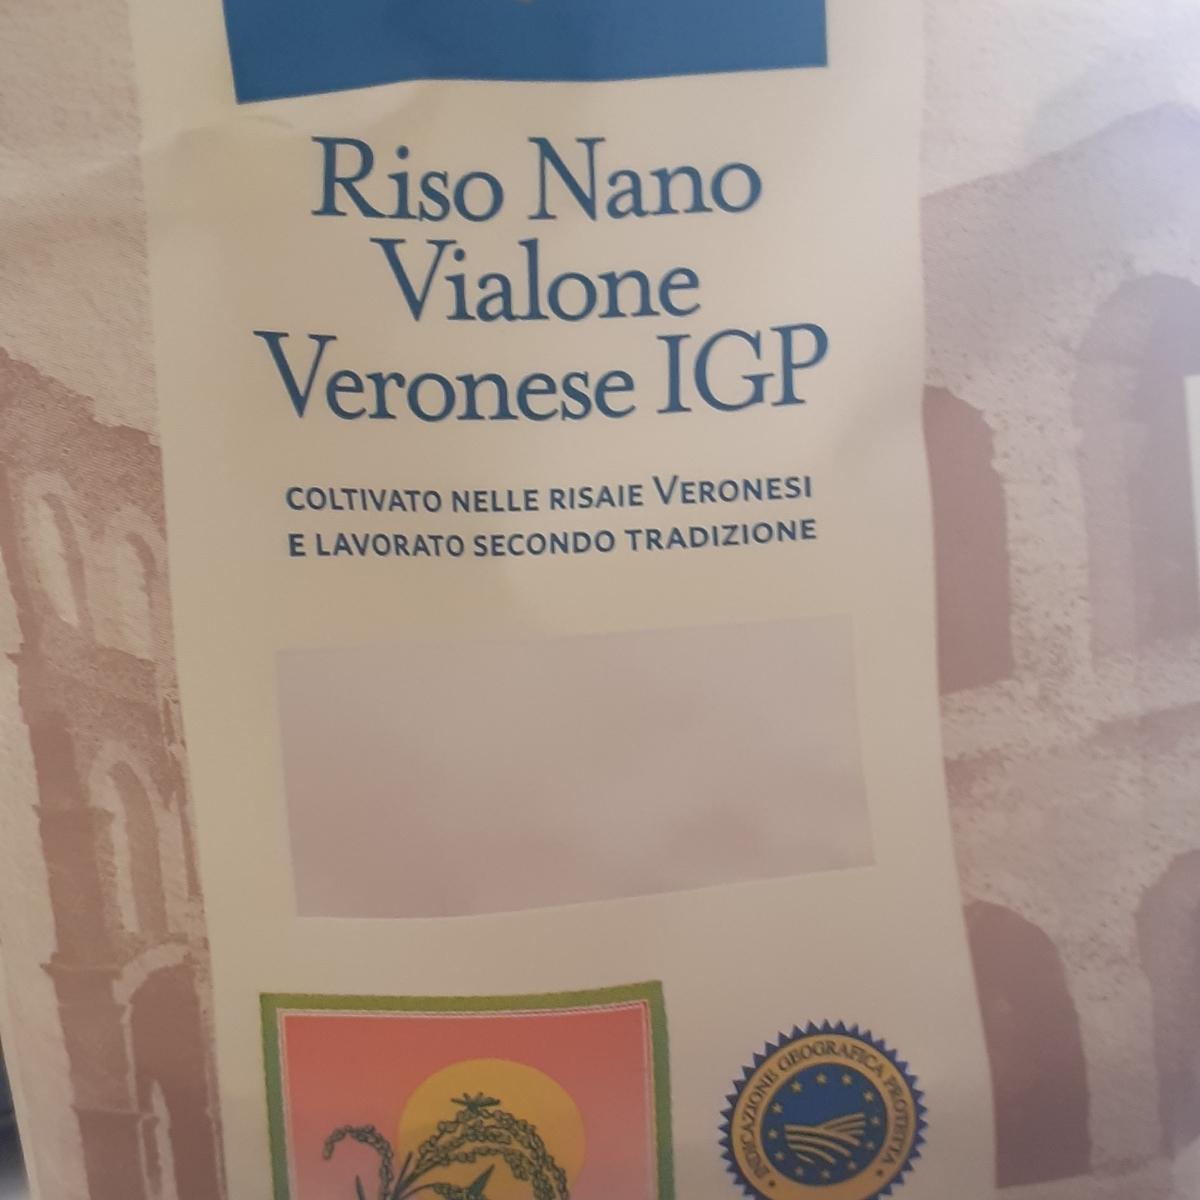 Riso Nano
Vialone
Veronese IGP
COLTIVATO NELLE RISAIE VERONESI
E LAVORATO SECONDO TRADIZIONE
INDICAZIONE GEOGRAFICA PROTETTA